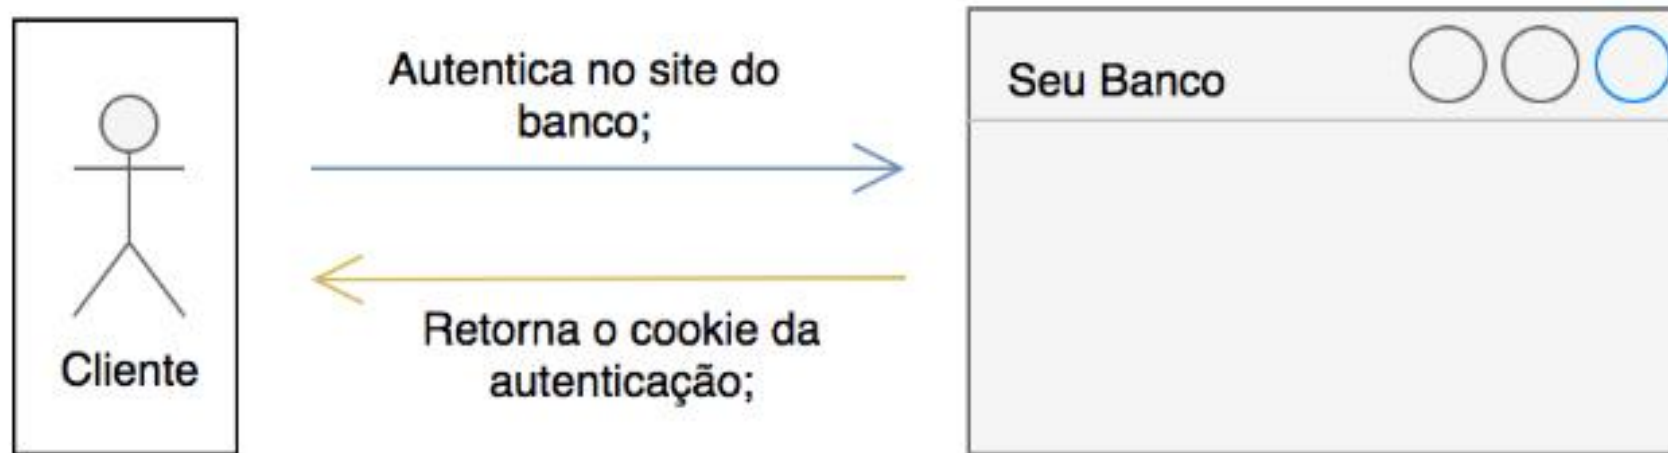 Autentica no site do
banco;
Seu Banco
Retorna o cookie da
autenticação;
Cliente